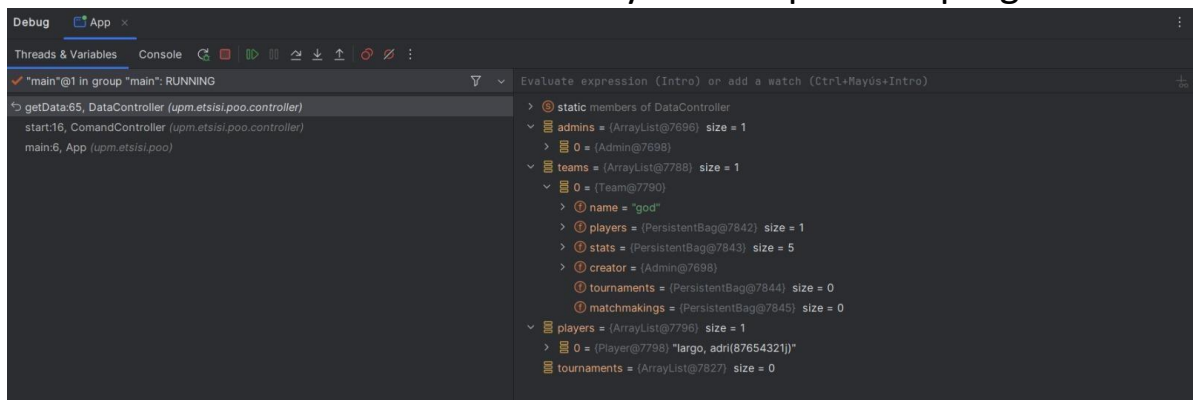 Debug App
Threads & Variables Console
"main"@1 in group "main": RUNNING
Evaluate expression (Intro) or add a watch (Ctrl+Mayús+Intro)
getData:65, DataController (upm.etsisi.poo.controller)
start:16, ComandController (upm.etsisi.poo.controller)
main:6, App (upm.etsisi.poo)
static members of DataController
admins = {ArrayList@7696} size = 1
0 = {Admin@7698}
teams = {ArrayList@7788} size = 1
0 = {Team@7790}
name = "god"
players = {PersistentBag@7842} size = 1
stats = {PersistentBag@7843} size = 5
creator = {Admin@7698}
tournaments = {PersistentBag@7844} size = 0
matchmakings = {PersistentBag@7845} size = 0
players = {ArrayList@7796} size = 1
0 = {Player@7798} "largo, adri(87654321j)"
tournaments = {ArrayList@7827} size = 0